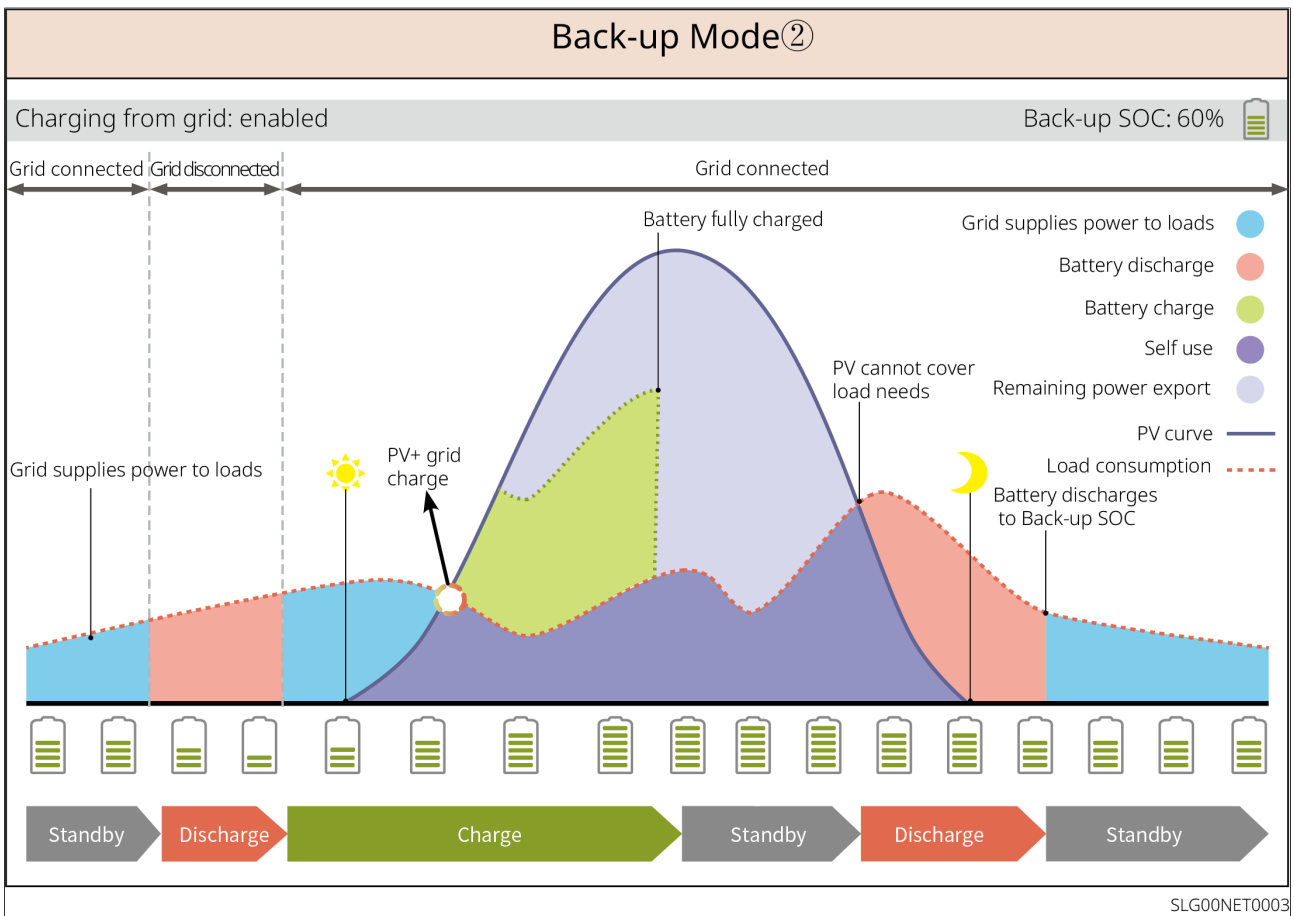 Back-up Mode②
Charging from grid: enabled
Back-up SOC: 60%
Grid connected
Grid disconnected
Grid connected
Battery fully charged
Grid supplies power to loads
Battery discharge
Battery charge
Self use
Remaining power export
PV curve
Load consumption
PV cannot cover
load needs
Grid supplies power to loads
PV+ grid
charge
Battery discharges
to Back-up SOC
Standby
Discharge
Charge
Standby
Discharge
Standby
SLG00NET0003